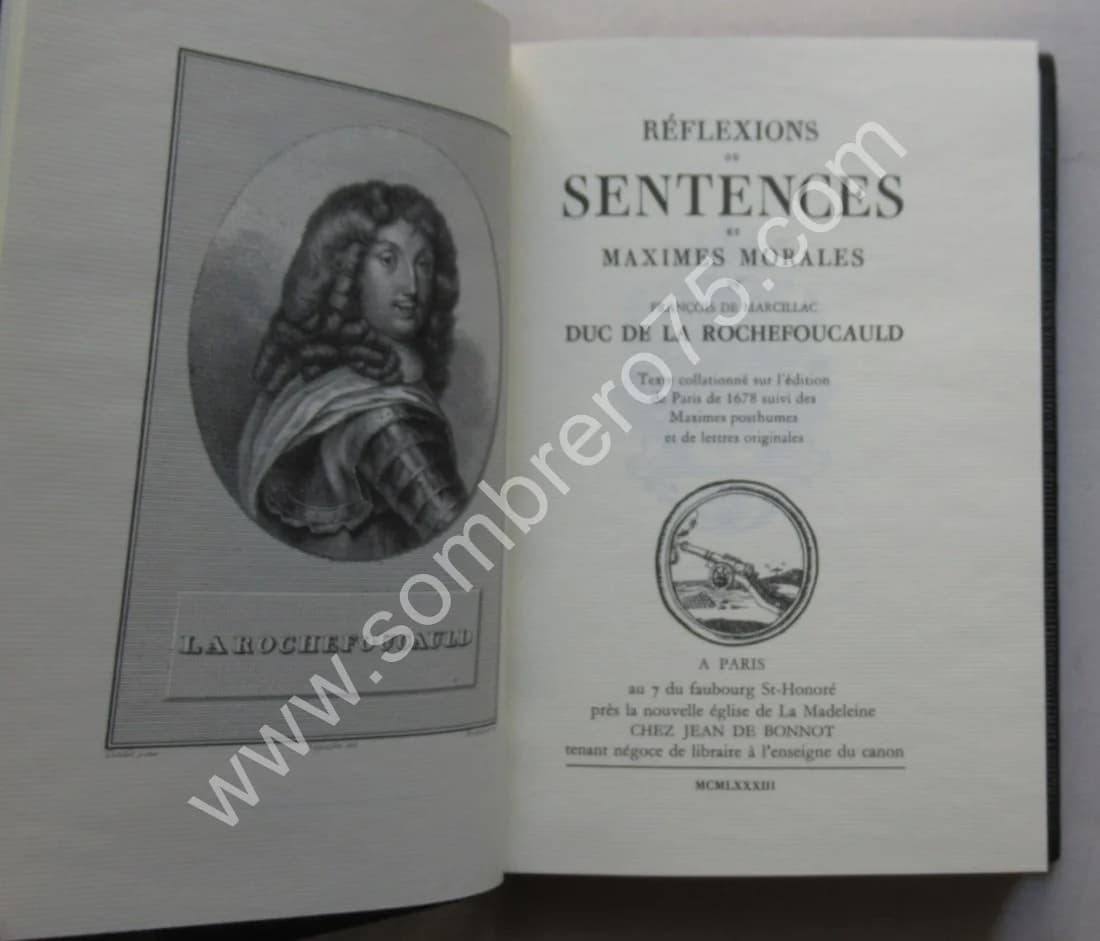 LA ROCHEFOUCAULD
RÉFLEXIONS
OU
SENTENCES
ET
MAXIMES MORALES
FRANÇOIS DE MARCILLAC
DUC DE LA ROCHEFOUCAULD
Texte collationné sur l'édition
de Paris de 1678 suivi des
Maximes posthumes
et de lettres originales
A PARIS
au 7 du faubourg St-Honoré
près la nouvelle église de La Madeleine
CHEZ JEAN DE BONNOT
tenant négoce de libraire à l'enseigne du canon
MCMLXXXIII
www.sombrero75.com